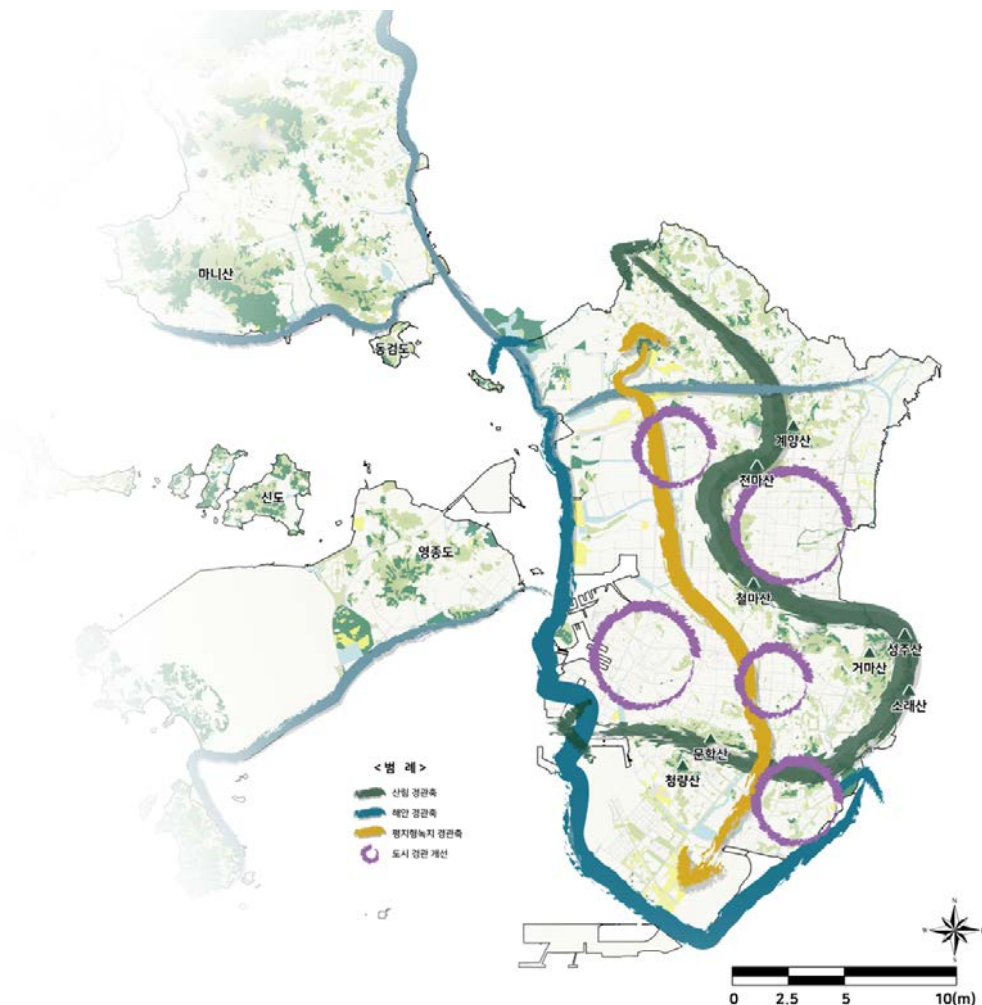 마니산
동검도
계양산
천마산
신도
영종도
철마산
성주산
거마산
소래산
문학산
청량산
<범 례>
산림 경관축
해안 경관축
평지형녹지 경관축
도시 경관 개선
N
W
E
S
0 2.5 5 10(m)